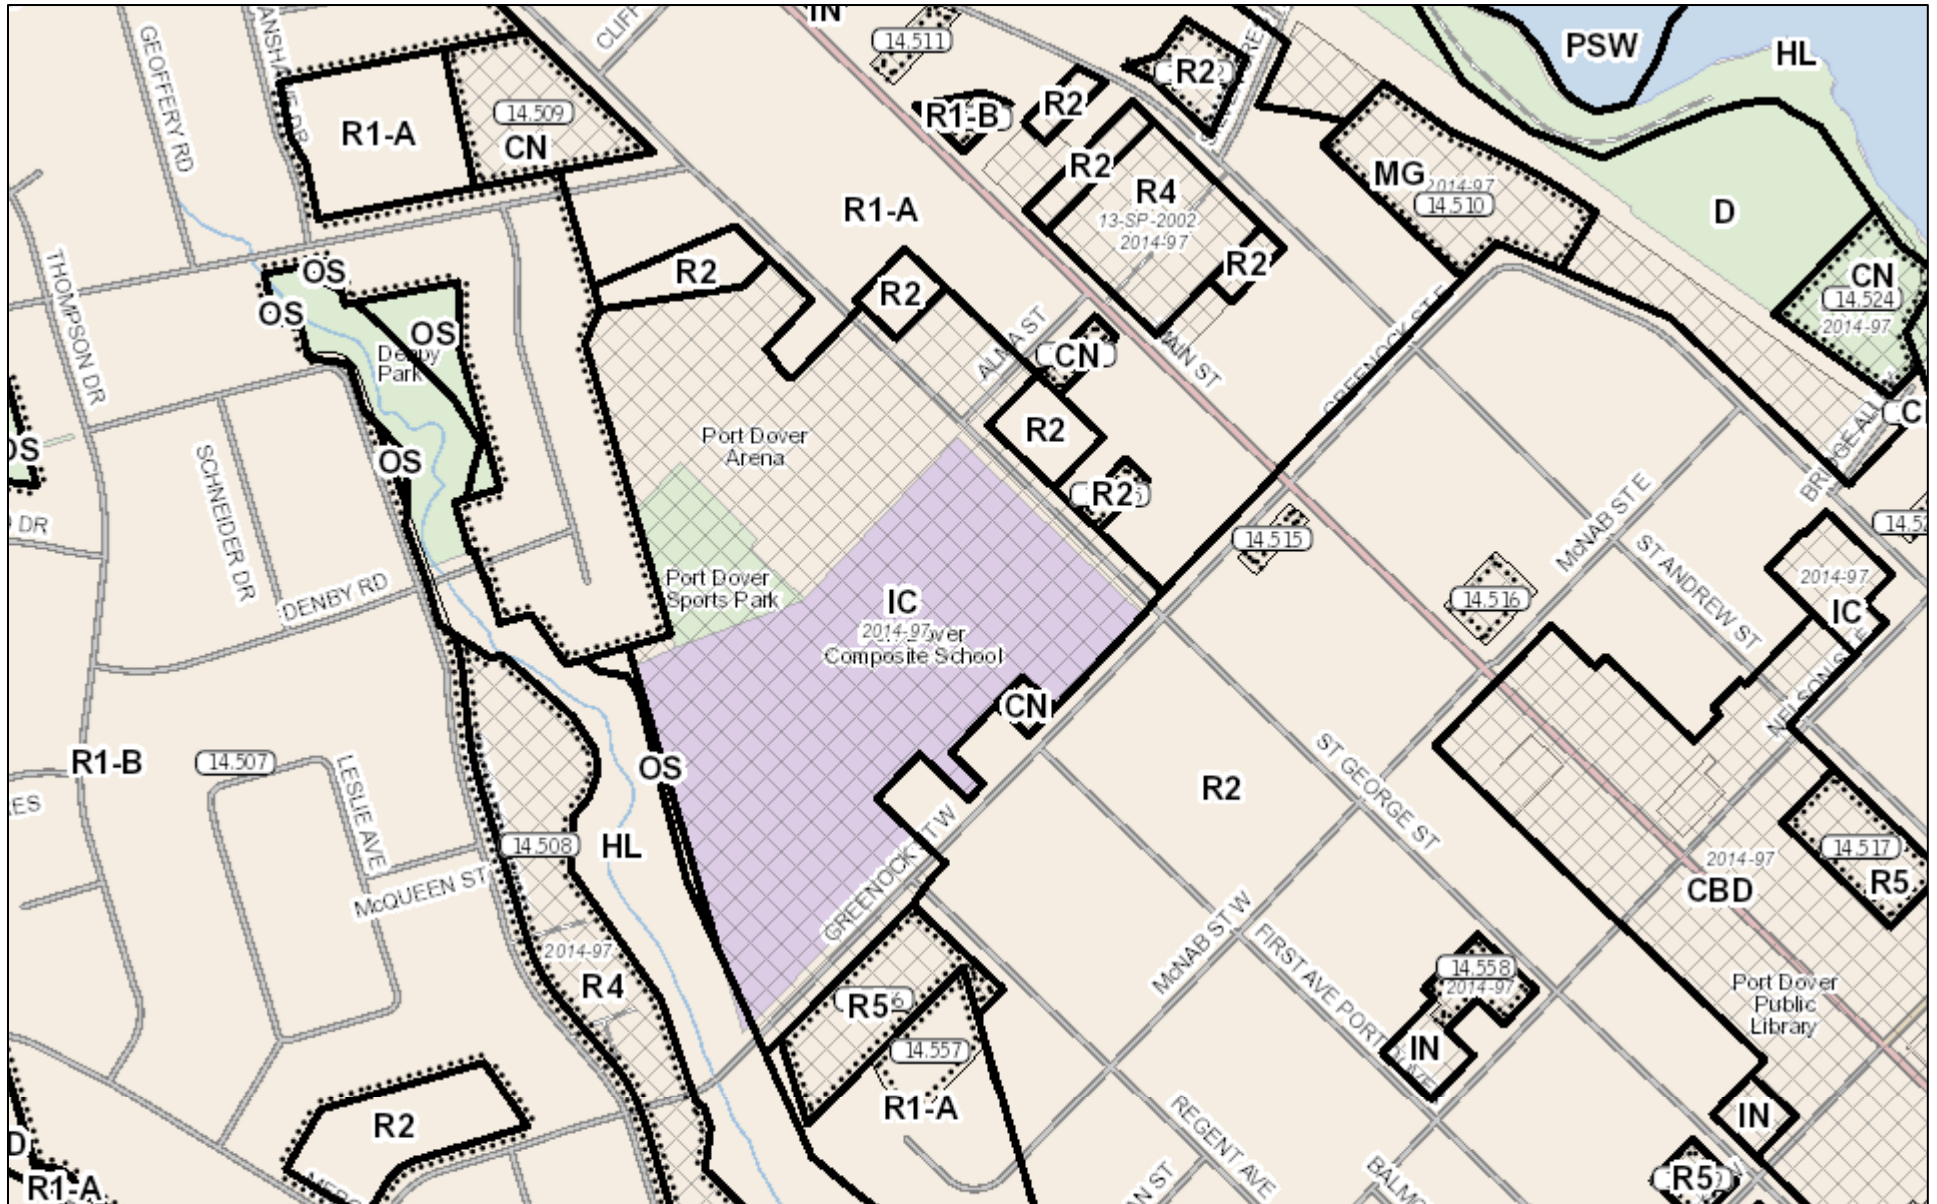 IN
PSW
HL
CLIFF
14.511
GEOFFERY RD
R2
R1-A
14.509
CN
R1-B
R2
R2
R4
13-SP-2002
2014-97
MG
2014-97
14.510
D
R1-A
THOMPSON DR
OS
OS
OS
Denby
Park
R2
R2
R2
CN
14.524
2014-97
ALMA ST
CN
MAIN ST
GREENOCK ST E
Port Dover
Arena
R2
OS
OS
R2
SCHNEIDER DR
DR
14.515
McNAB ST E
ST ANDREW ST
DENBY RD
Port Dover
Sports Park
IC
2014-97
Composite School
14.516
2014-97
IC
CN
NELSON ST E
R1-B
14.507
LESLIE AVE
OS
R2
ST GEORGE ST
14.508
HL
McQUEEN ST
GREENOCK ST W
14.517
R5
2014-97
CBD
2014-97
R4
McNAB ST W
FIRST AVE PORT
14.558
2014-97
Port Dover
Public
Library
R5
14.557
IN
R1-A
R2
REGENT AVE
IN
R5
R1-A